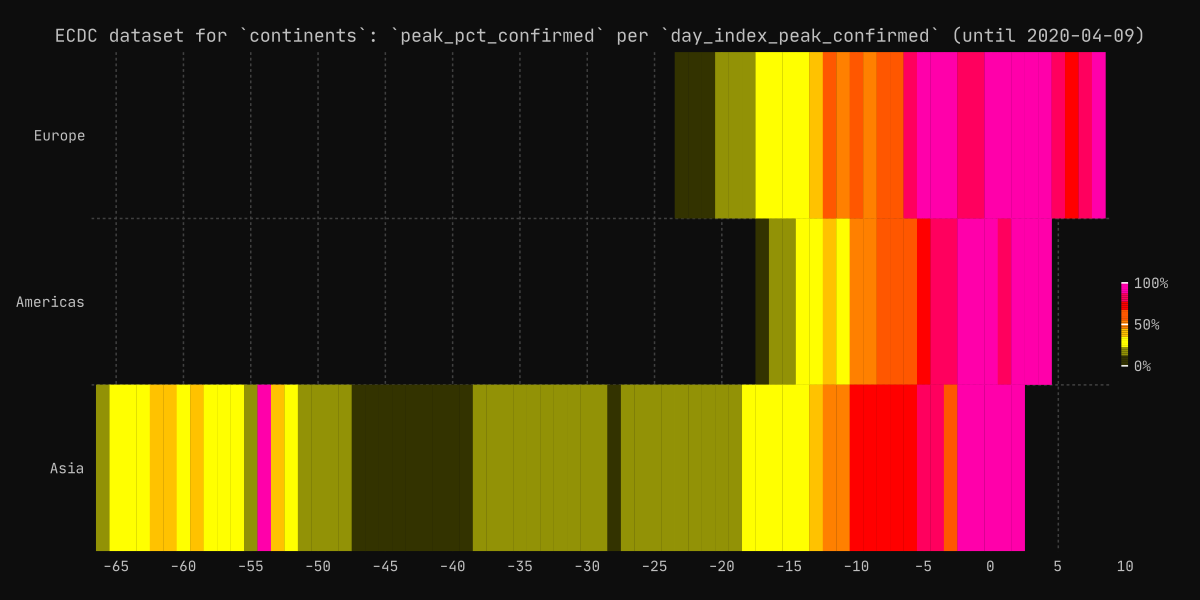 ECDC dataset for `continents`: `peak_pct_confirmed` per `day_index_peak_confirmed` (until 2020-04-09)
Europe
Americas
Asia
100%
50%
0%
-65 -60 -55 -50 -45 -40 -35 -30 -25 -20 -15 -10 -5 0 5 10